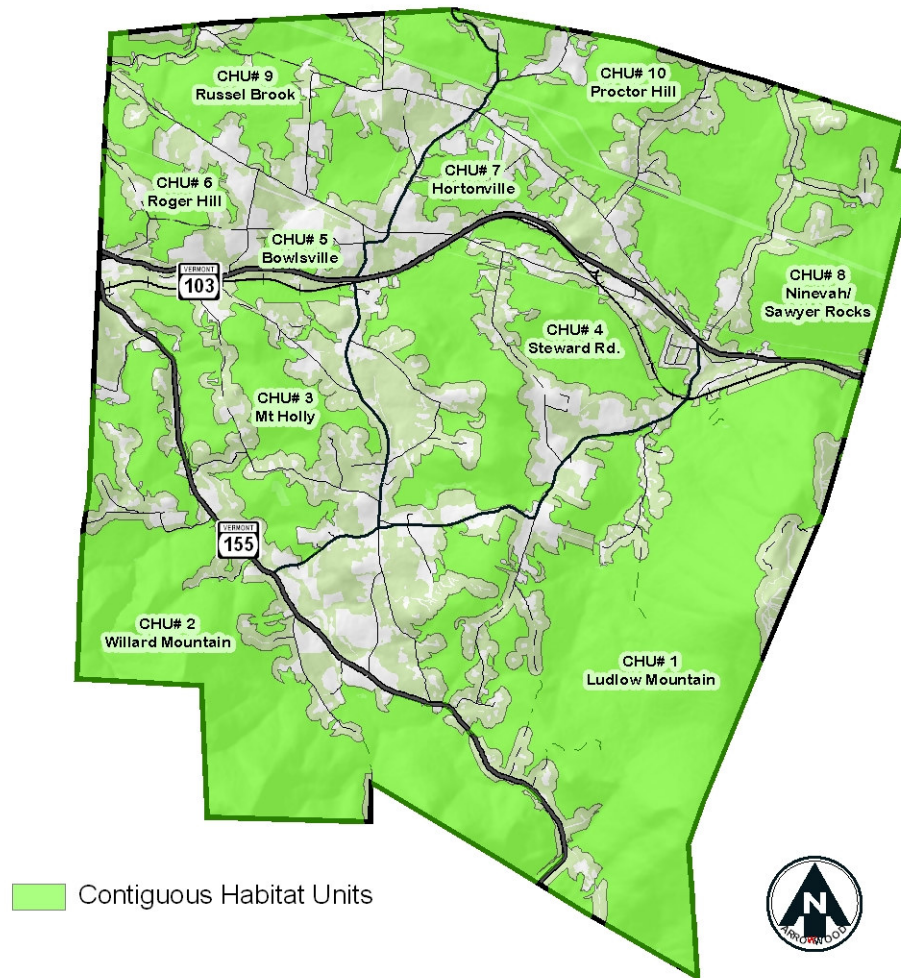 CHU# 9
Russel Brook
CHU# 10
Proctor Hill
CHU# 7
Hortonville
CHU# 6
Roger Hill
CHU# 5
Bowlsville
VERMONT
103
CHU# 8
Ninevah/
Sawyer Rocks
CHU# 4
Steward Rd.
CHU# 3
Mt Holly
VERMONT
155
CHU# 2
Willard Mountain
CHU# 1
Ludlow Mountain
Contiguous Habitat Units
N
ARROWWOOD